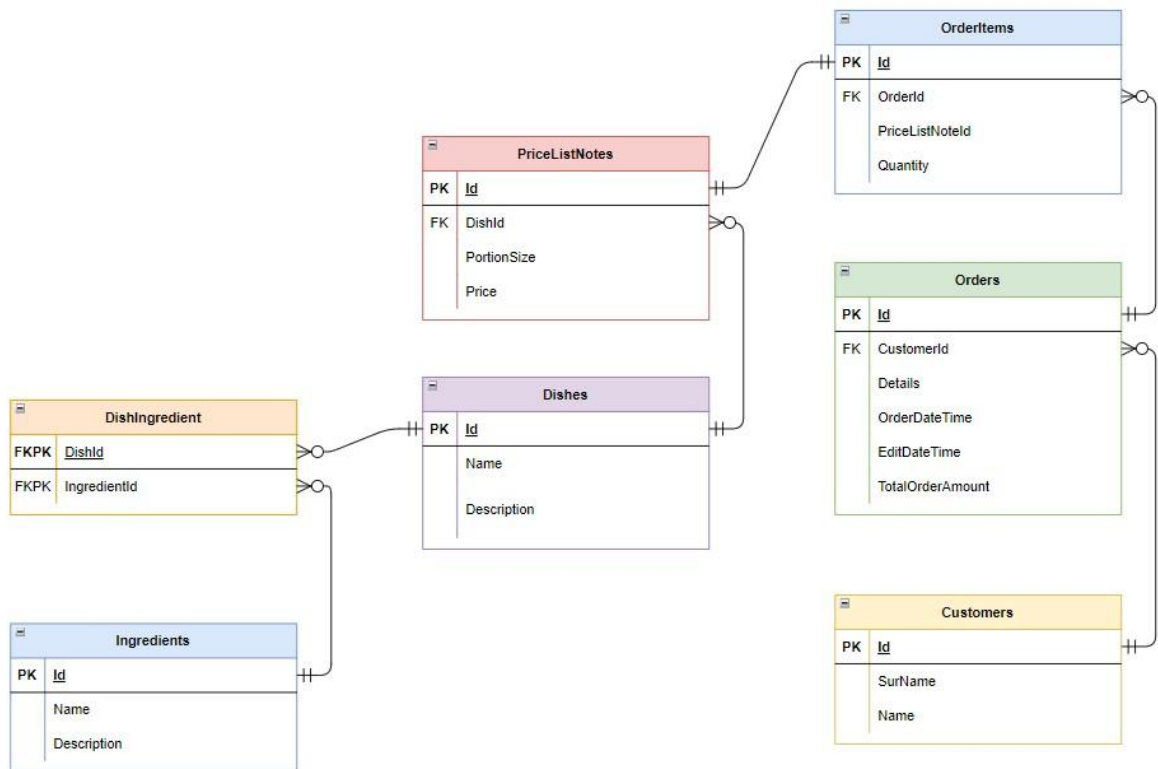 OrderItems
PK Id
FK OrderId
PriceListNoteId
Quantity
PriceListNotes
PK Id
FK DishId
PortionSize
Price
Orders
PK Id
FK CustomerId
Details
OrderDateTime
EditDateTime
TotalOrderAmount
Dishes
PK Id
Name
Description
DishIngredient
FKPK DishId
FKPK IngredientId
Ingredients
PK Id
Name
Description
Customers
PK Id
SurName
Name